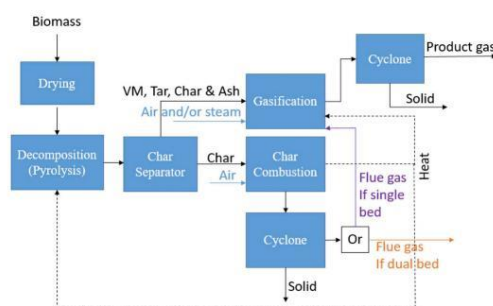 Biomass
Drying
Decomposition
(Pyrolysis)
VM, Tar, Char & Ash
Air and/or steam
Char
Separator
Gasification
Cyclone
Product gas
Solid
Char
Air
Char
Combustion
Heat
Flue gas
If single
bed
Cyclone
Or
Flue gas
If dual bed
Solid